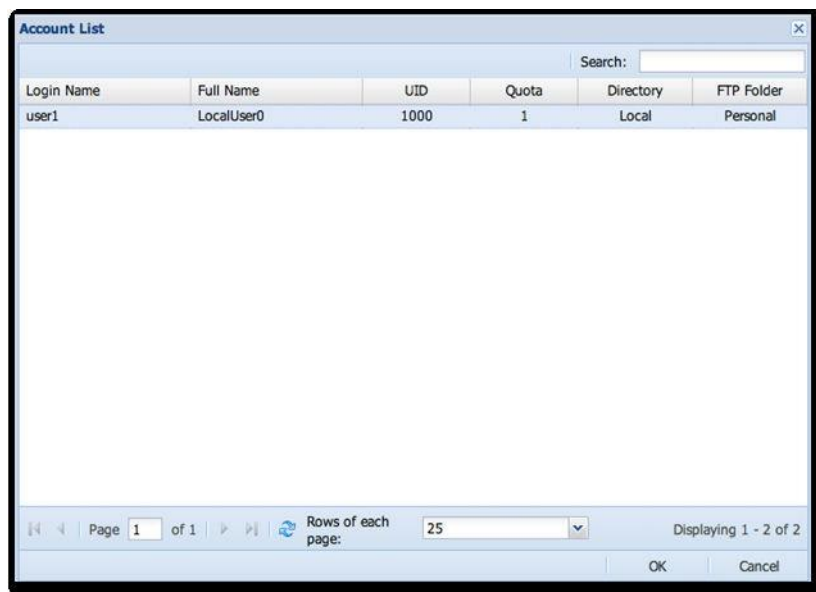 Account List
Search:
Login Name Full Name UID Quota Directory FTP Folder
user1 LocalUser0 1000 1 Local Personal
Page 1 of 1 Rows of each page: 25 Displaying 1 - 2 of 2
OK Cancel